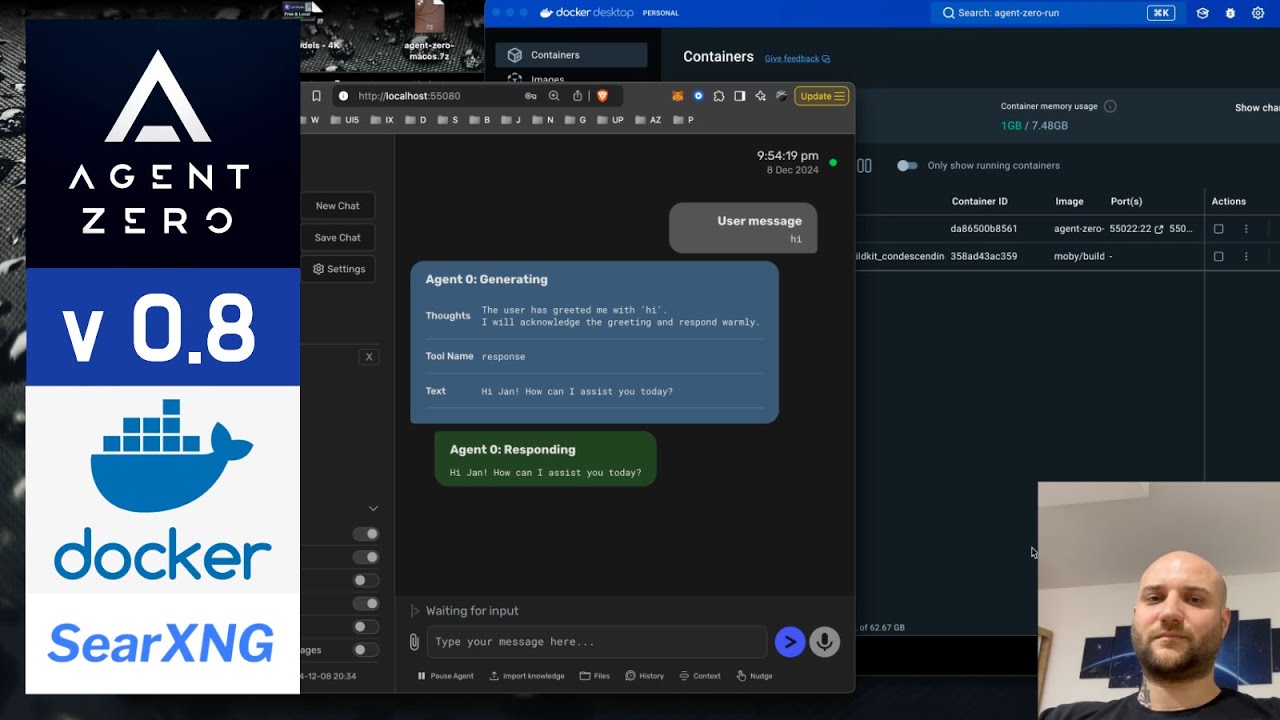 AGENT
ZERO
v 0.8
docker
SearXNG
dels - 4K
agent-zero-
macos.7z
docker desktop PERSONAL
Search: agent-zero-run
⌘K
Containers
Images
Containers Give feedback
Container memory usage
1GB / 7.48GB
Show cha
Only show running containers
Container ID Image Port(s) Actions
da86500b8561 agent-zero- 55022:22 550...
ildkit_condescendin 358ad43ac359 moby/build -
of 62.67 GB
http://localhost:55080
Update
W UI5 IX D S B J N G UP AZ P
New Chat
Save Chat
Settings
X
ages
4-12-08 20:34
9:54:19 pm
8 Dec 2024
User message
hi
Agent 0: Generating
Thoughts The user has greeted me with 'hi'.
I will acknowledge the greeting and respond warmly.
Tool Name response
Text Hi Jan! How can I assist you today?
Agent 0: Responding
Hi Jan! How can I assist you today?
Waiting for input
Type your message here...
Pause Agent Import knowledge Files History Context Nudge